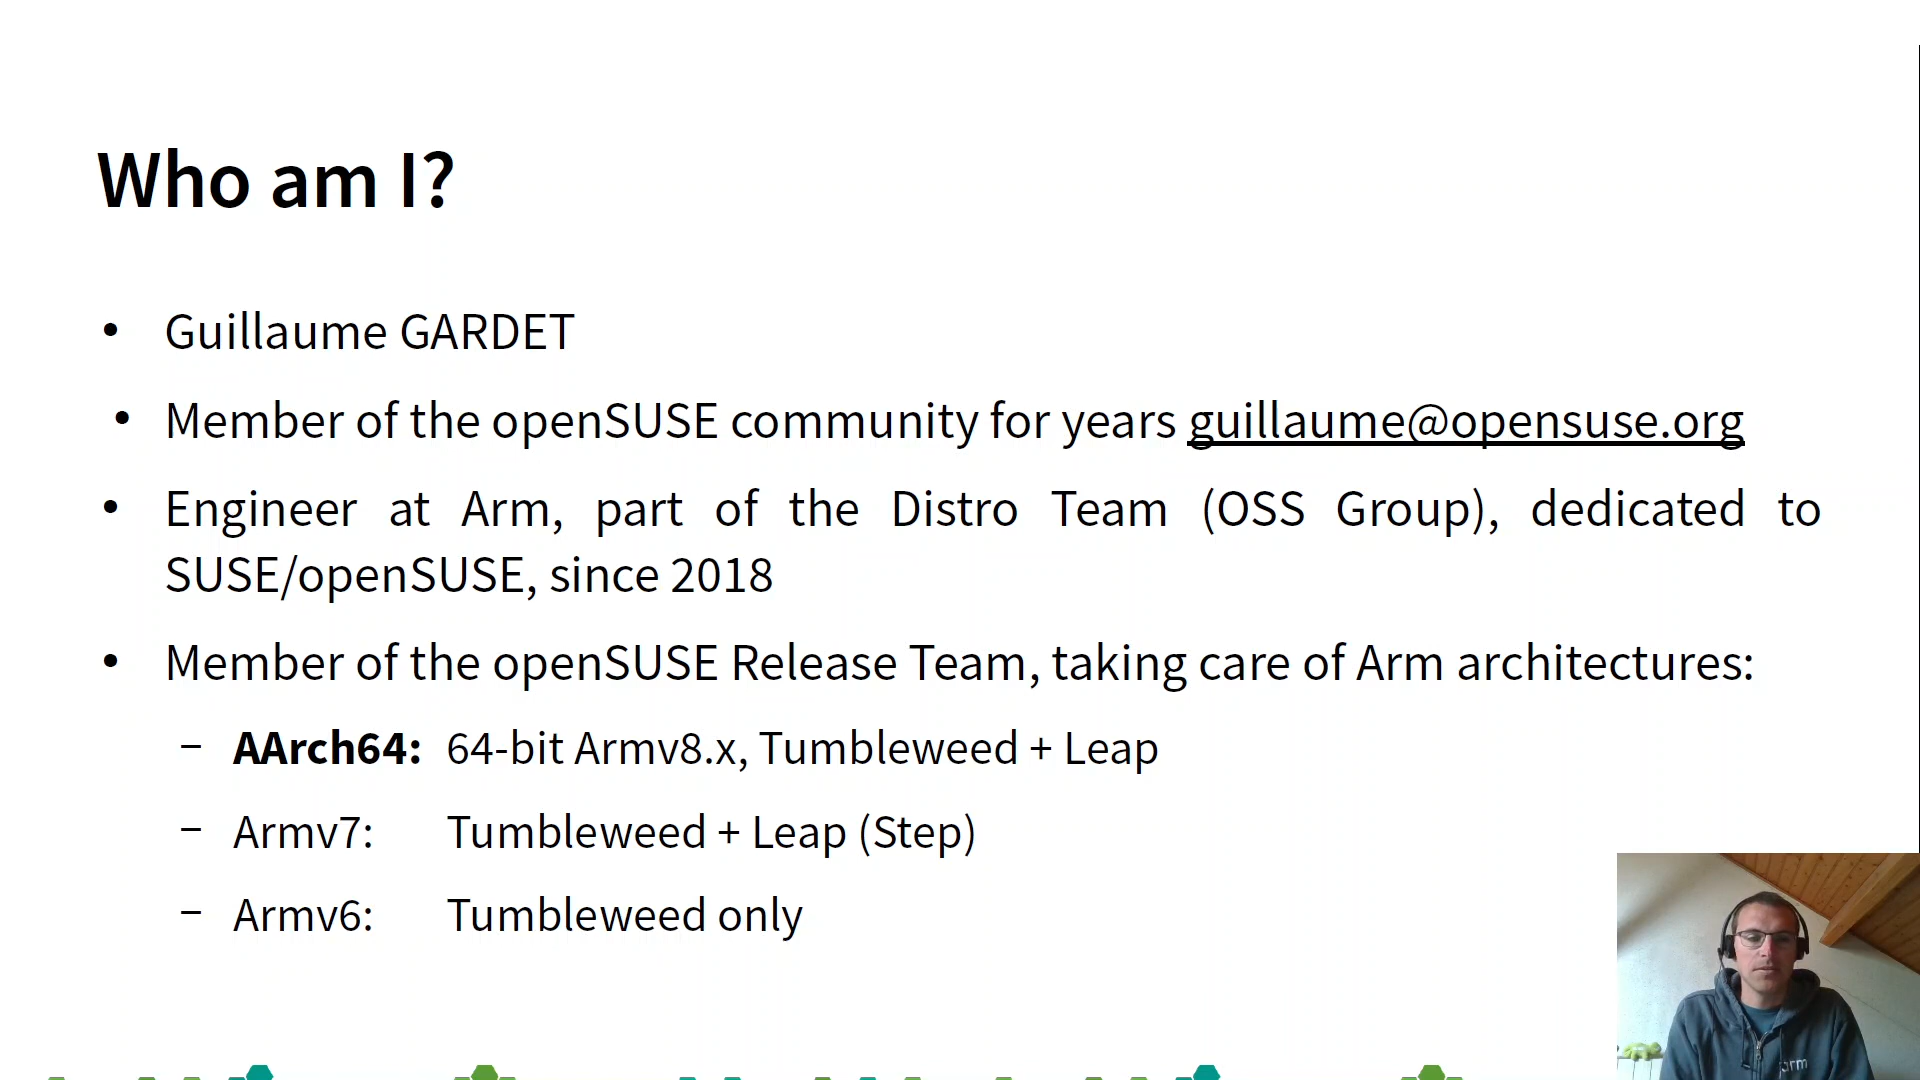 Who am I?
• Guillaume GARDET
• Member of the openSUSE community for years guillaume@opensuse.org
• Engineer at Arm, part of the Distro Team (OSS Group), dedicated to
SUSE/openSUSE, since 2018
• Member of the openSUSE Release Team, taking care of Arm architectures:
– AArch64: 64-bit Armv8.x, Tumbleweed + Leap
– Armv7: Tumbleweed + Leap (Step)
– Armv6: Tumbleweed only
arm